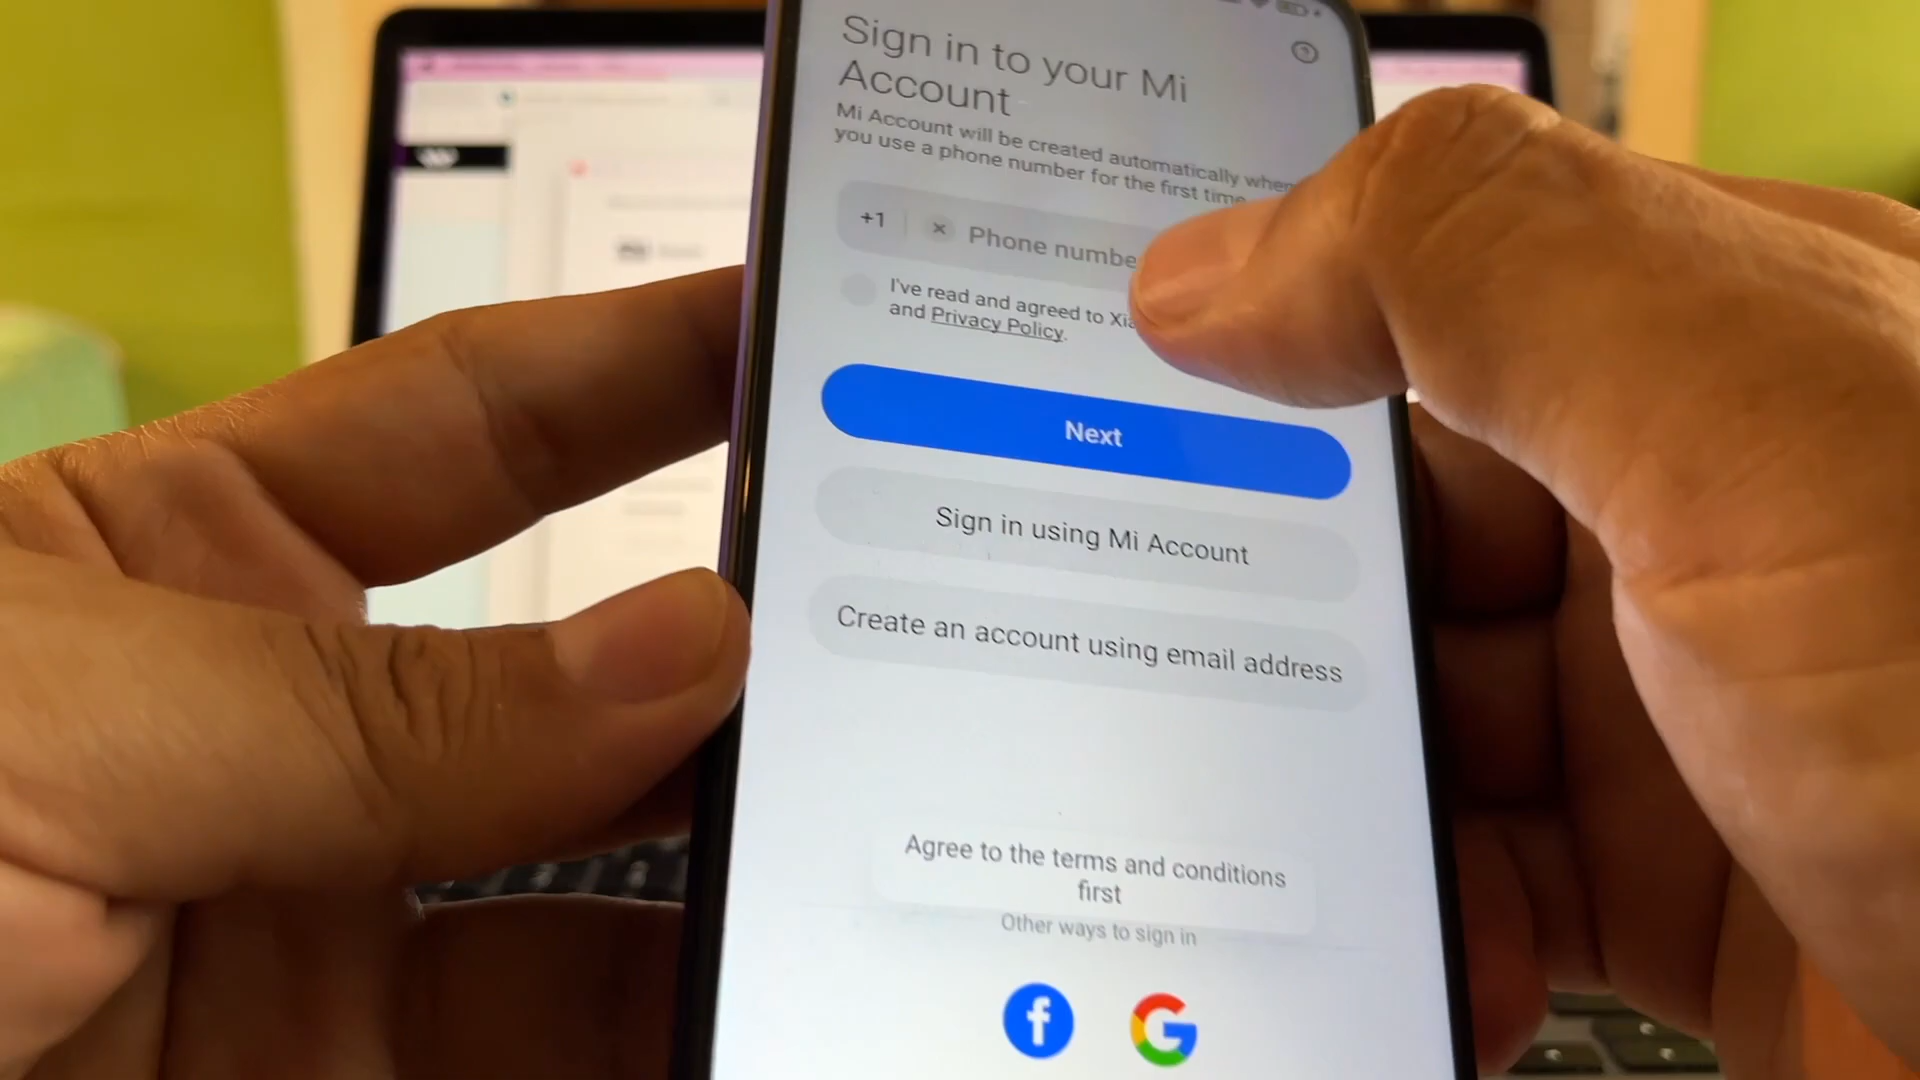 Sign in to your Mi
Account
Mi Account will be created automatically when
you use a phone number for the first time
+1 Phone numbe
I've read and agreed to Xia
and Privacy Policy.
Next
Sign in using Mi Account
Create an account using email address
Agree to the terms and conditions
first
Other ways to sign in